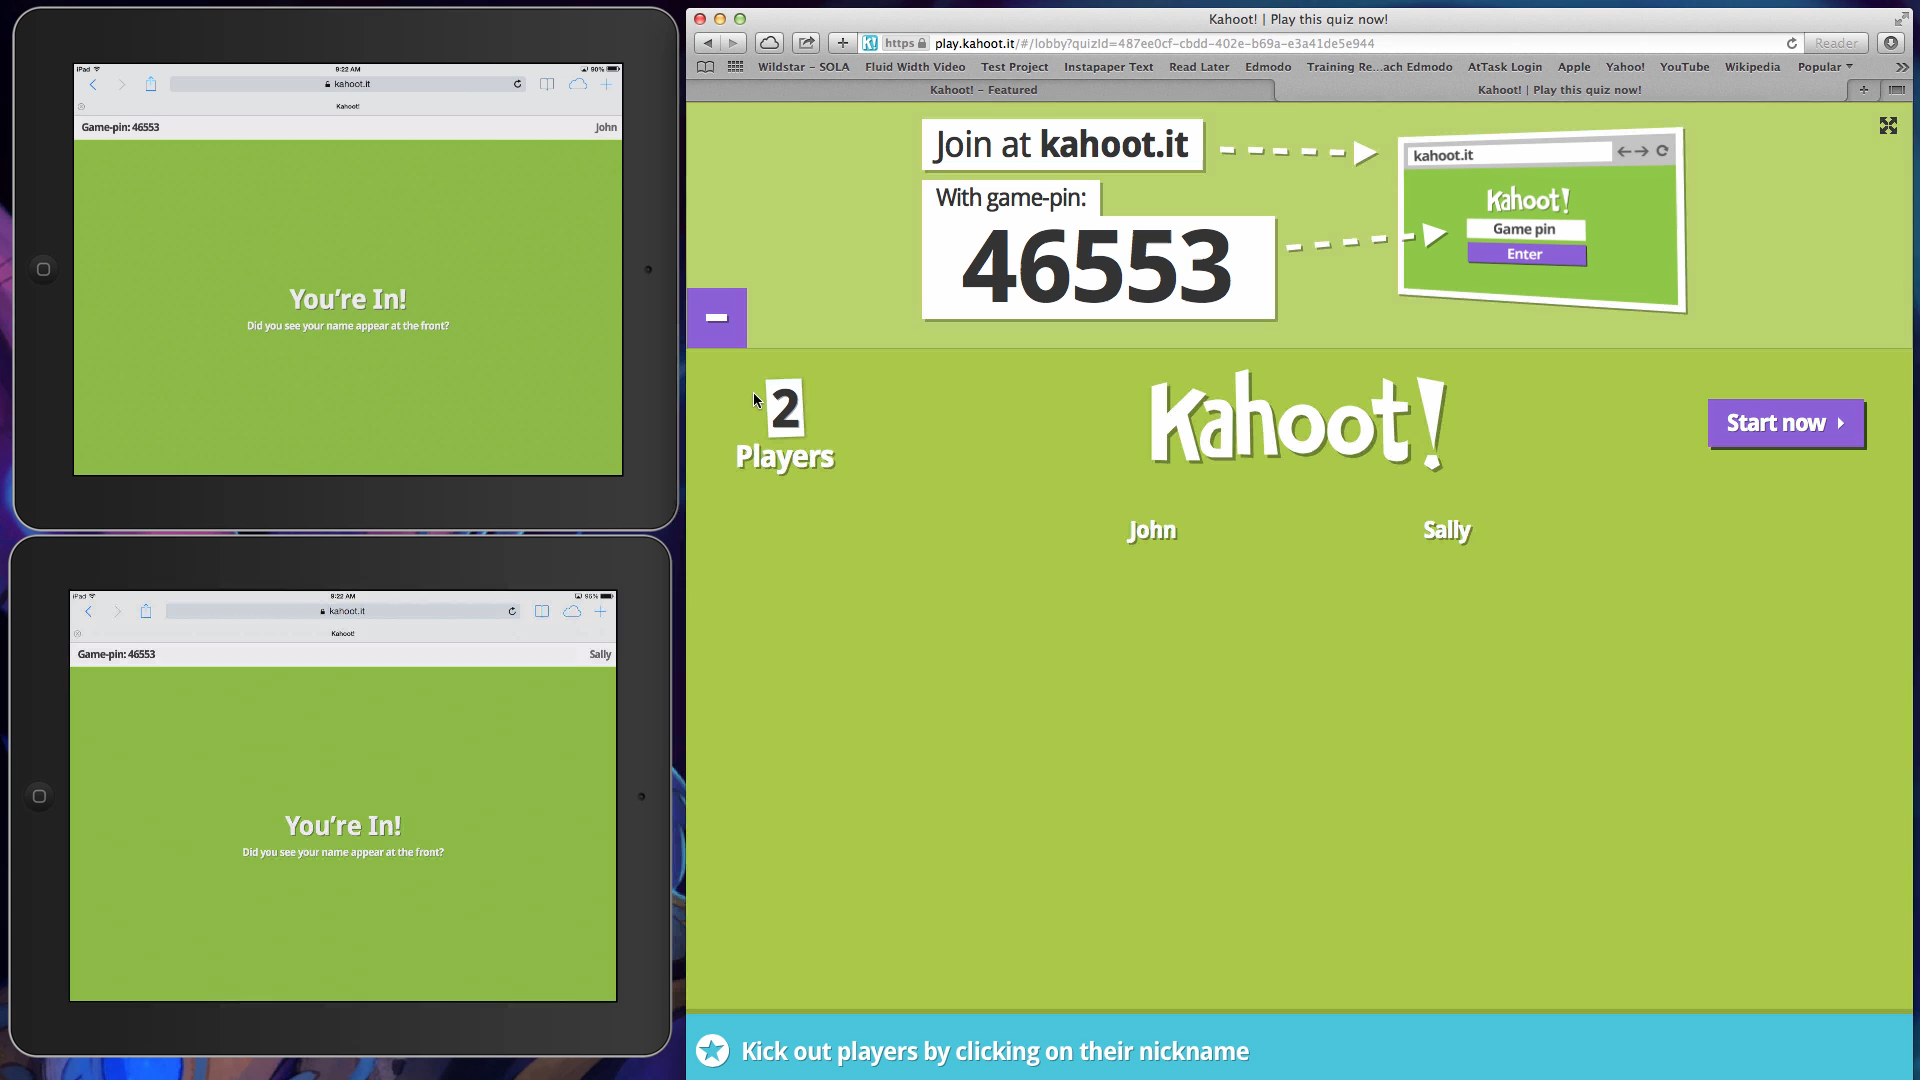 iPad
9:22 AM
90%
kahoot.it
Kahoot!
Game-pin: 46553
John
You're In!
Did you see your name appear at the front?
iPad
9:22 AM
95%
kahoot.it
Kahoot!
Game-pin: 46553
Sally
You're In!
Did you see your name appear at the front?
Kahoot! | Play this quiz now!
K! https play.kahoot.it/#/lobby?quizId=487ee0cf-cbdd-402e-b69a-e3a41de5e944
Reader
Wildstar - SOLA Fluid Width Video Test Project Instapaper Text Read Later Edmodo Training Re...ach Edmodo AtTask Login Apple Yahoo! YouTube Wikipedia Popular
Kahoot! - Featured
Kahoot! | Play this quiz now!
Join at kahoot.it
With game-pin:
46553
kahoot.it
Kahoot!
Game pin
Enter
2
Players
Kahoot!
Start now
John
Sally
Kick out players by clicking on their nickname